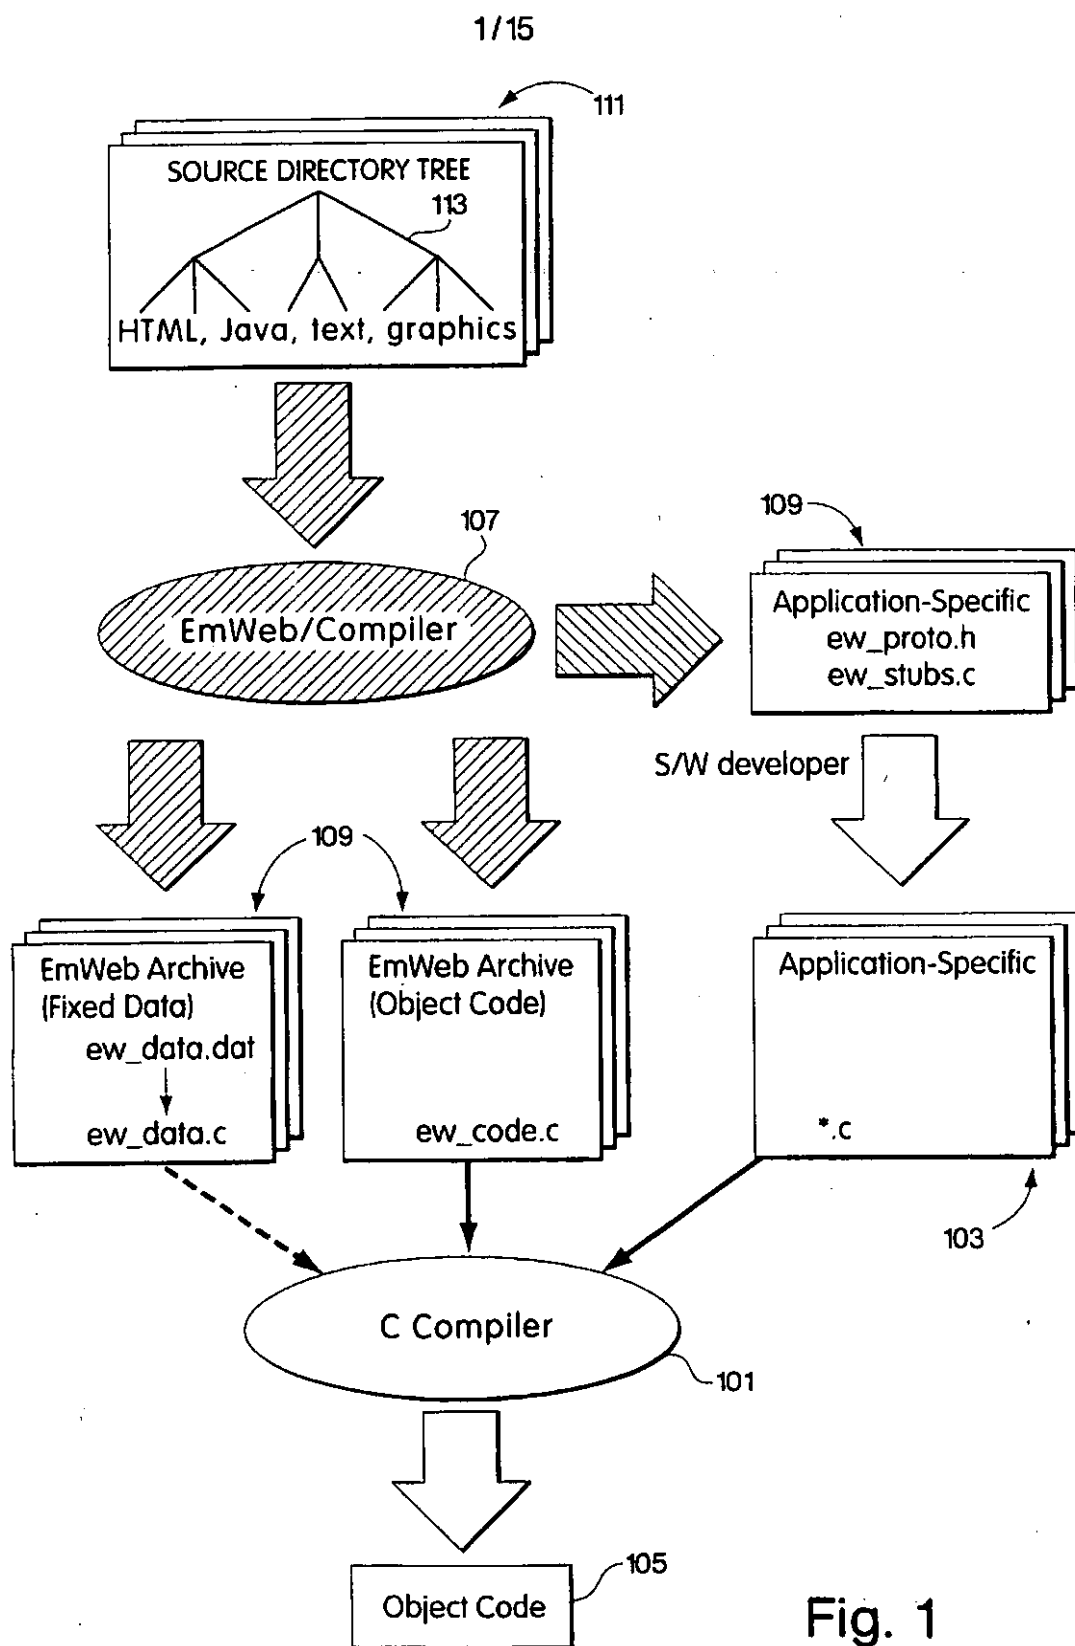 1/15
111
SOURCE DIRECTORY TREE
113
HTML, Java, text, graphics
107
109
EmWeb/Compiler
Application-Specific
ew_proto.h
ew_stubs.c
S/W developer
109
EmWeb Archive
(Fixed Data)
ew_data.dat
ew_data.c
EmWeb Archive
(Object Code)
ew_code.c
Application-Specific
*.c
103
C Compiler
101
105
Object Code
Fig. 1